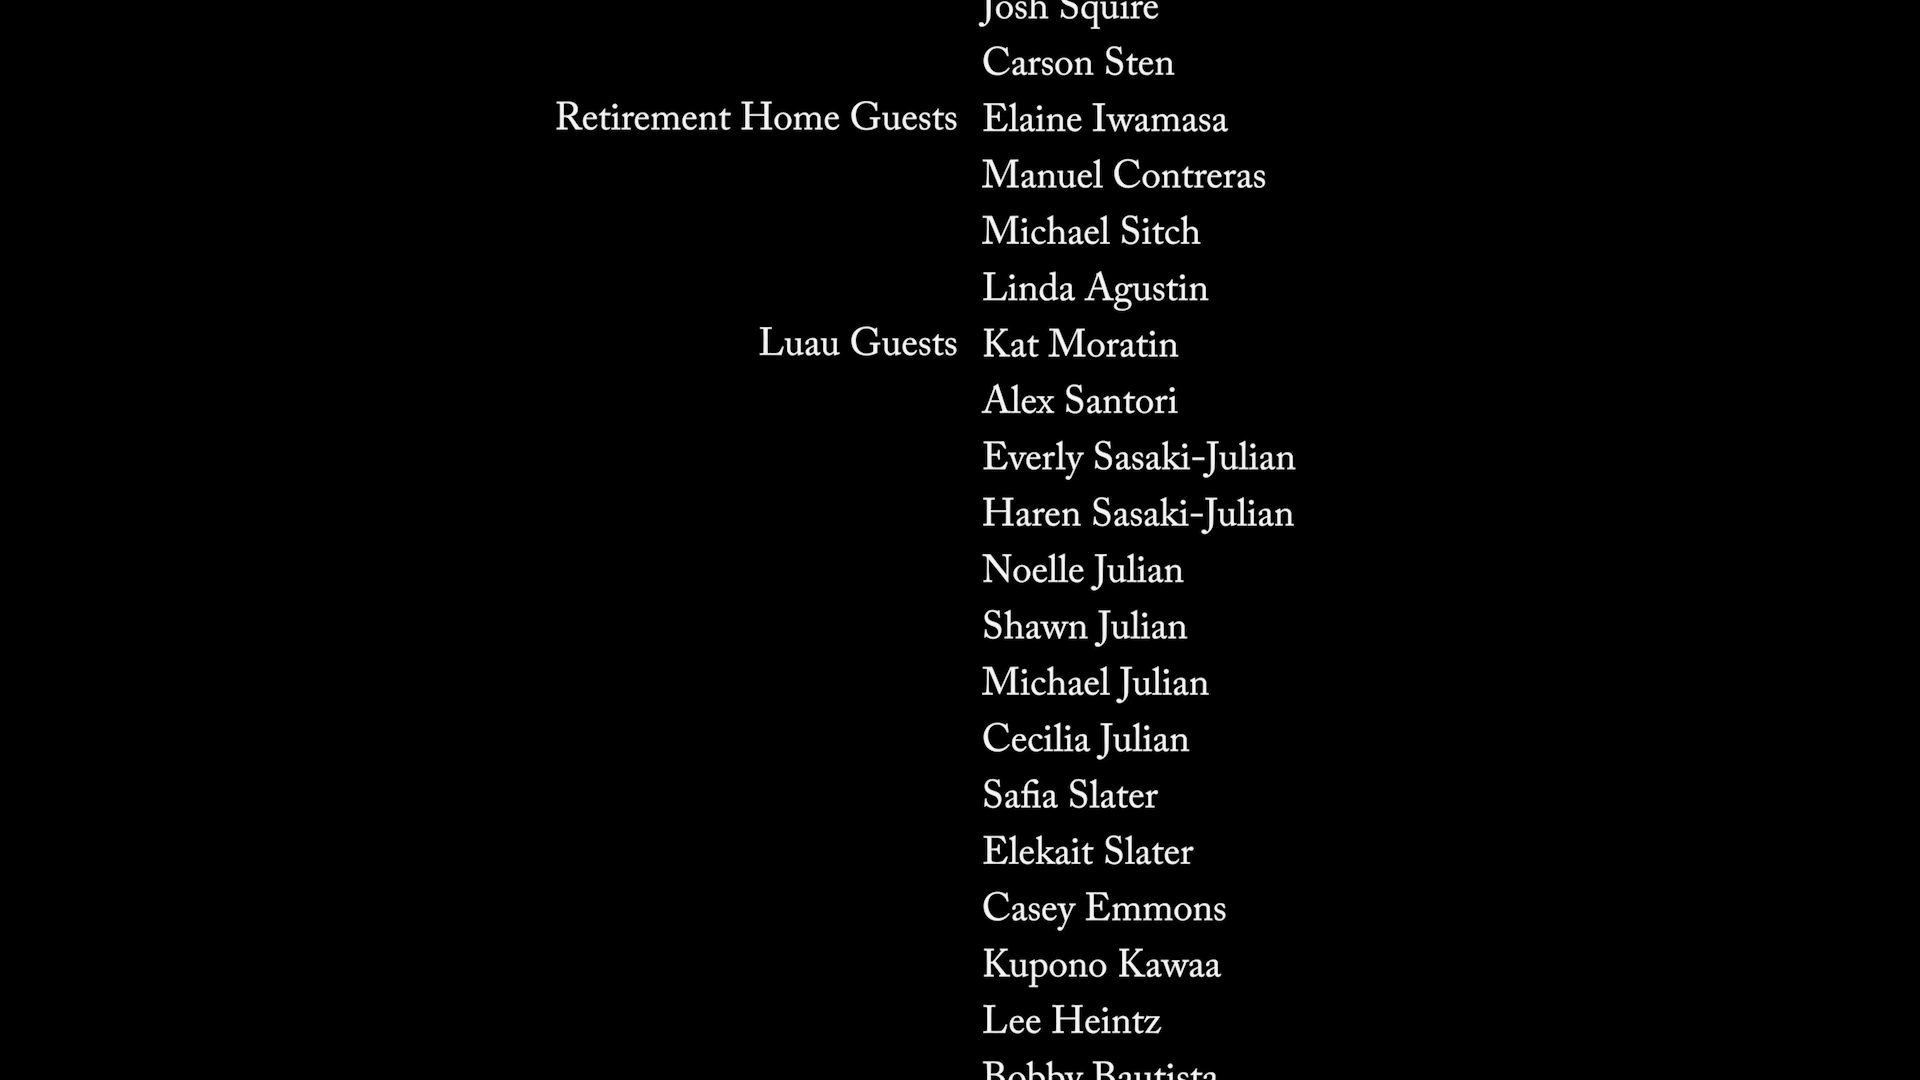 Josh Squire
Carson Sten
Retirement Home Guests Elaine Iwamasa
Manuel Contreras
Michael Sitch
Linda Agustin
Luau Guests Kat Moratin
Alex Santori
Everly Sasaki-Julian
Haren Sasaki-Julian
Noelle Julian
Shawn Julian
Michael Julian
Cecilia Julian
Safia Slater
Elekait Slater
Casey Emmons
Kupono Kawaa
Lee Heintz
Bobby Bautista